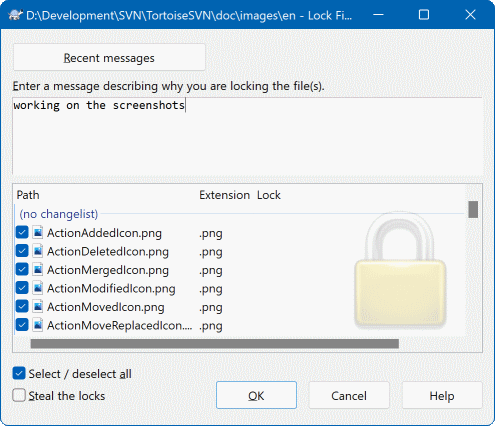 D:\Development\SVN\TortoiseSVN\doc\images\en - Lock Fi...
Recent messages
Enter a message describing why you are locking the file(s).
working on the screenshots
Path Extension Lock
(no changelist)
ActionAddedIcon.png .png
ActionDeletedIcon.png .png
ActionMergedIcon.png .png
ActionModifiedIcon.png .png
ActionMovedIcon.png .png
ActionMoveReplacedIcon.... .png
Select / deselect all
Steal the locks
OK Cancel Help